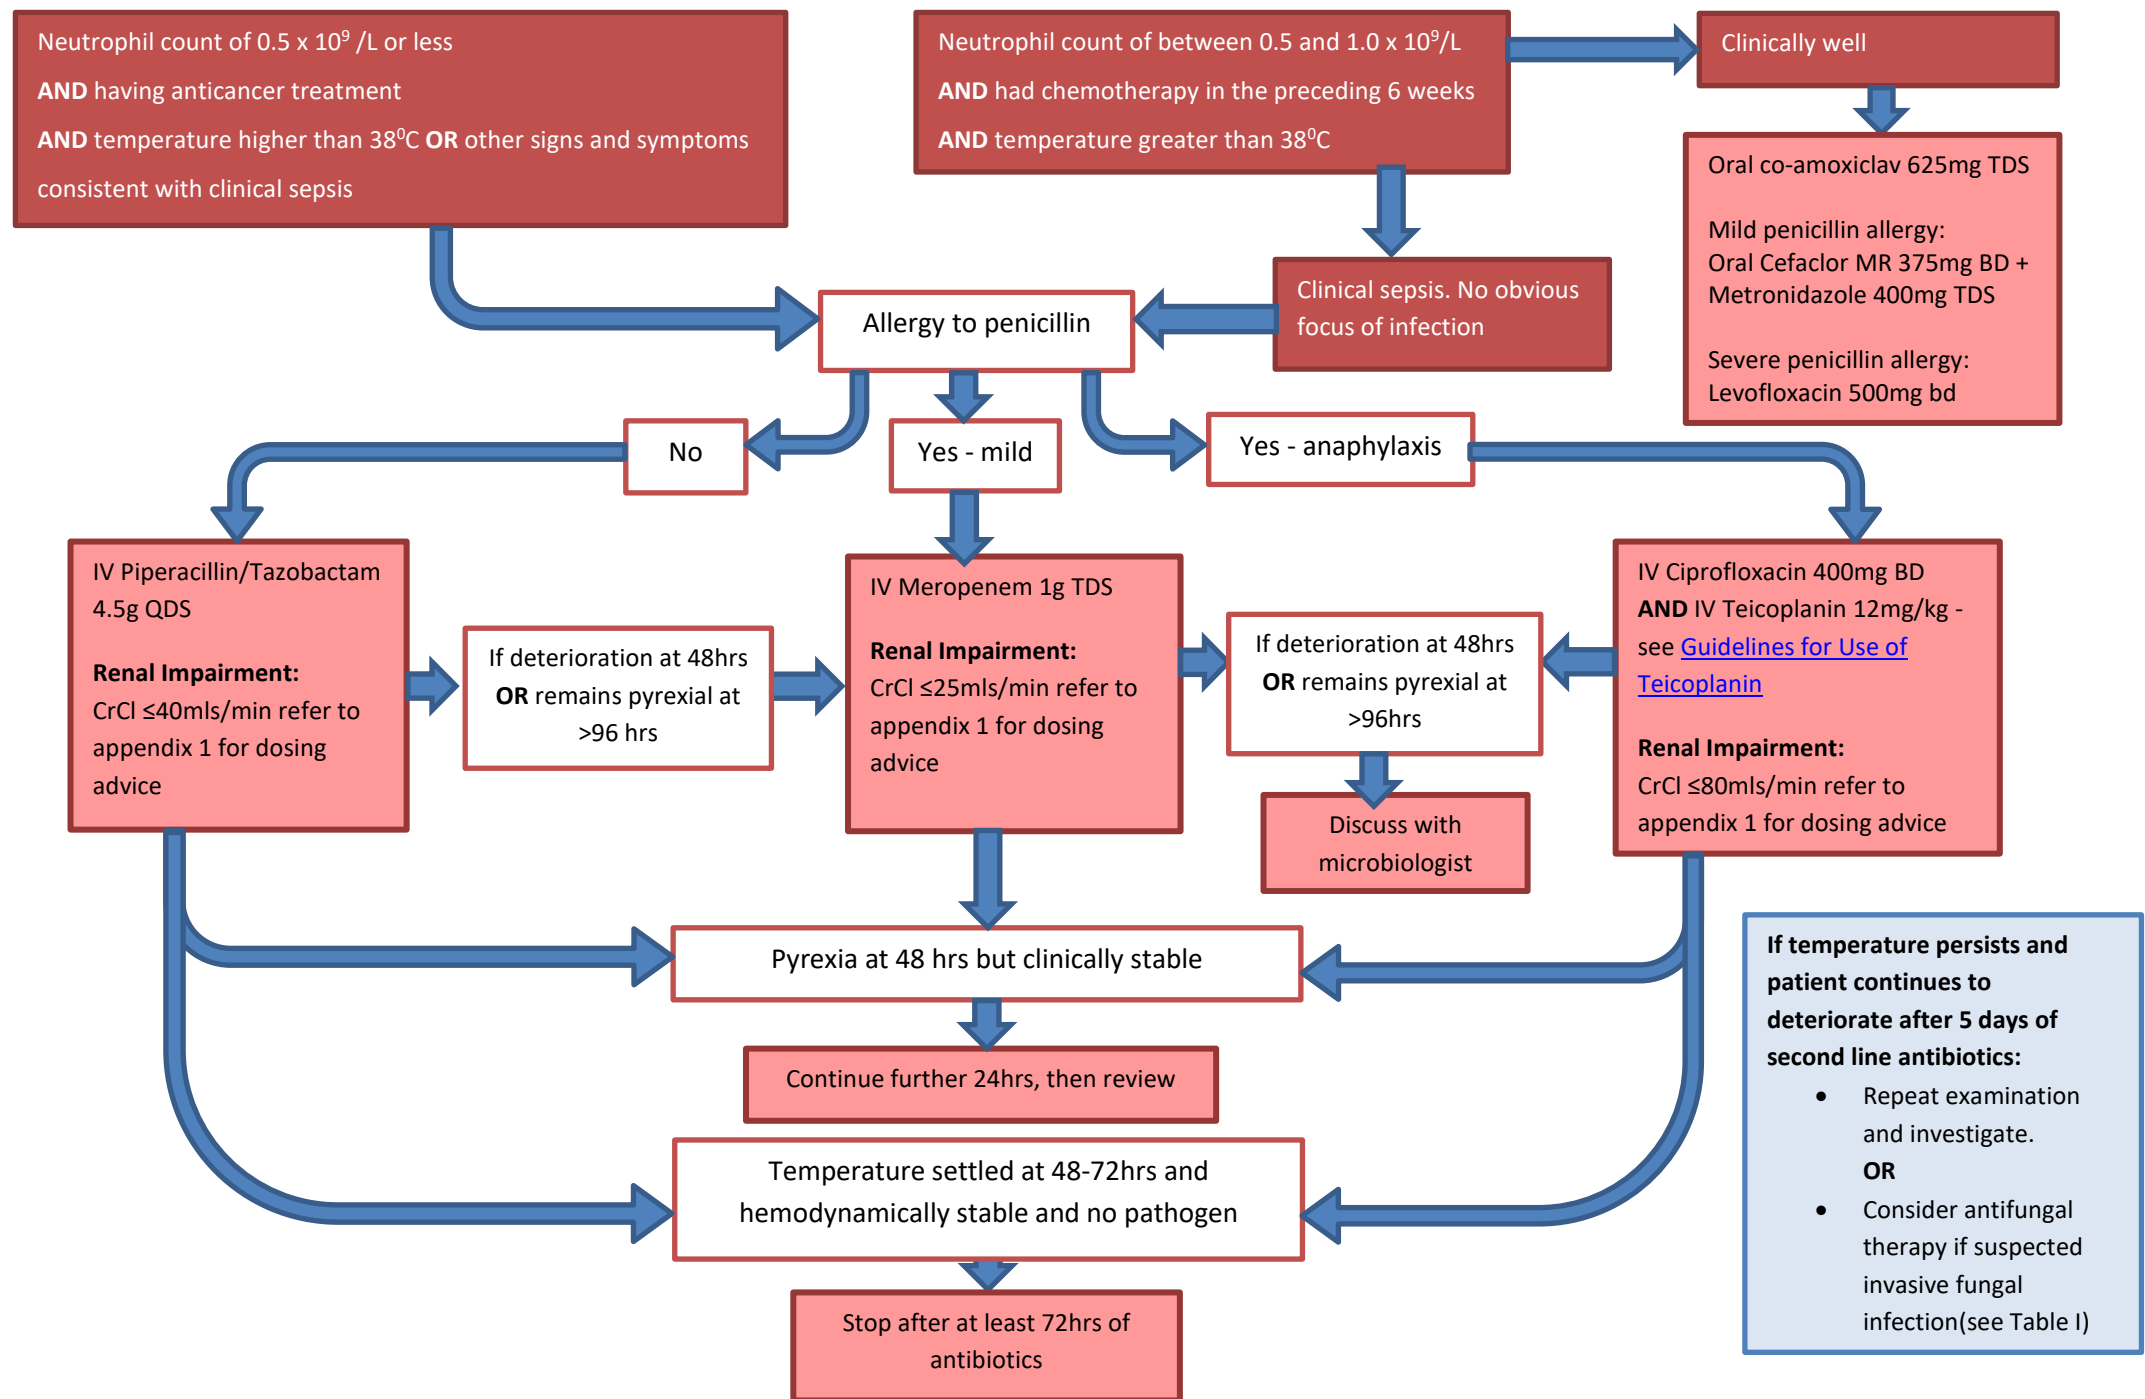 Neutrophil count of 0.5 x 10⁹ /L or less
AND having anticancer treatment
AND temperature higher than 38⁰C OR other signs and symptoms
consistent with clinical sepsis
Neutrophil count of between 0.5 and 1.0 x 10⁹/L
AND had chemotherapy in the preceding 6 weeks
AND temperature greater than 38⁰C
Clinically well
Oral co-amoxiclav 625mg TDS
Mild penicillin allergy:
Oral Cefaclor MR 375mg BD +
Metronidazole 400mg TDS
Severe penicillin allergy:
Levofloxacin 500mg bd
Clinical sepsis. No obvious
focus of infection
Allergy to penicillin
No
Yes - mild
Yes - anaphylaxis
IV Piperacillin/Tazobactam
4.5g QDS
Renal Impairment:
CrCl ≤40mls/min refer to
appendix 1 for dosing
advice
If deterioration at 48hrs
OR remains pyrexial at
>96 hrs
IV Meropenem 1g TDS
Renal Impairment:
CrCl ≤25mls/min refer to
appendix 1 for dosing
advice
If deterioration at 48hrs
OR remains pyrexial at
>96hrs
Discuss with
microbiologist
IV Ciprofloxacin 400mg BD
AND IV Teicoplanin 12mg/kg -
see Guidelines for Use of
Teicoplanin
Renal Impairment:
CrCl ≤80mls/min refer to
appendix 1 for dosing advice
Pyrexia at 48 hrs but clinically stable
Continue further 24hrs, then review
Temperature settled at 48-72hrs and
hemodynamically stable and no pathogen
Stop after at least 72hrs of
antibiotics
If temperature persists and
patient continues to
deteriorate after 5 days of
second line antibiotics:
• Repeat examination
and investigate.
OR
• Consider antifungal
therapy if suspected
invasive fungal
infection(see Table I)